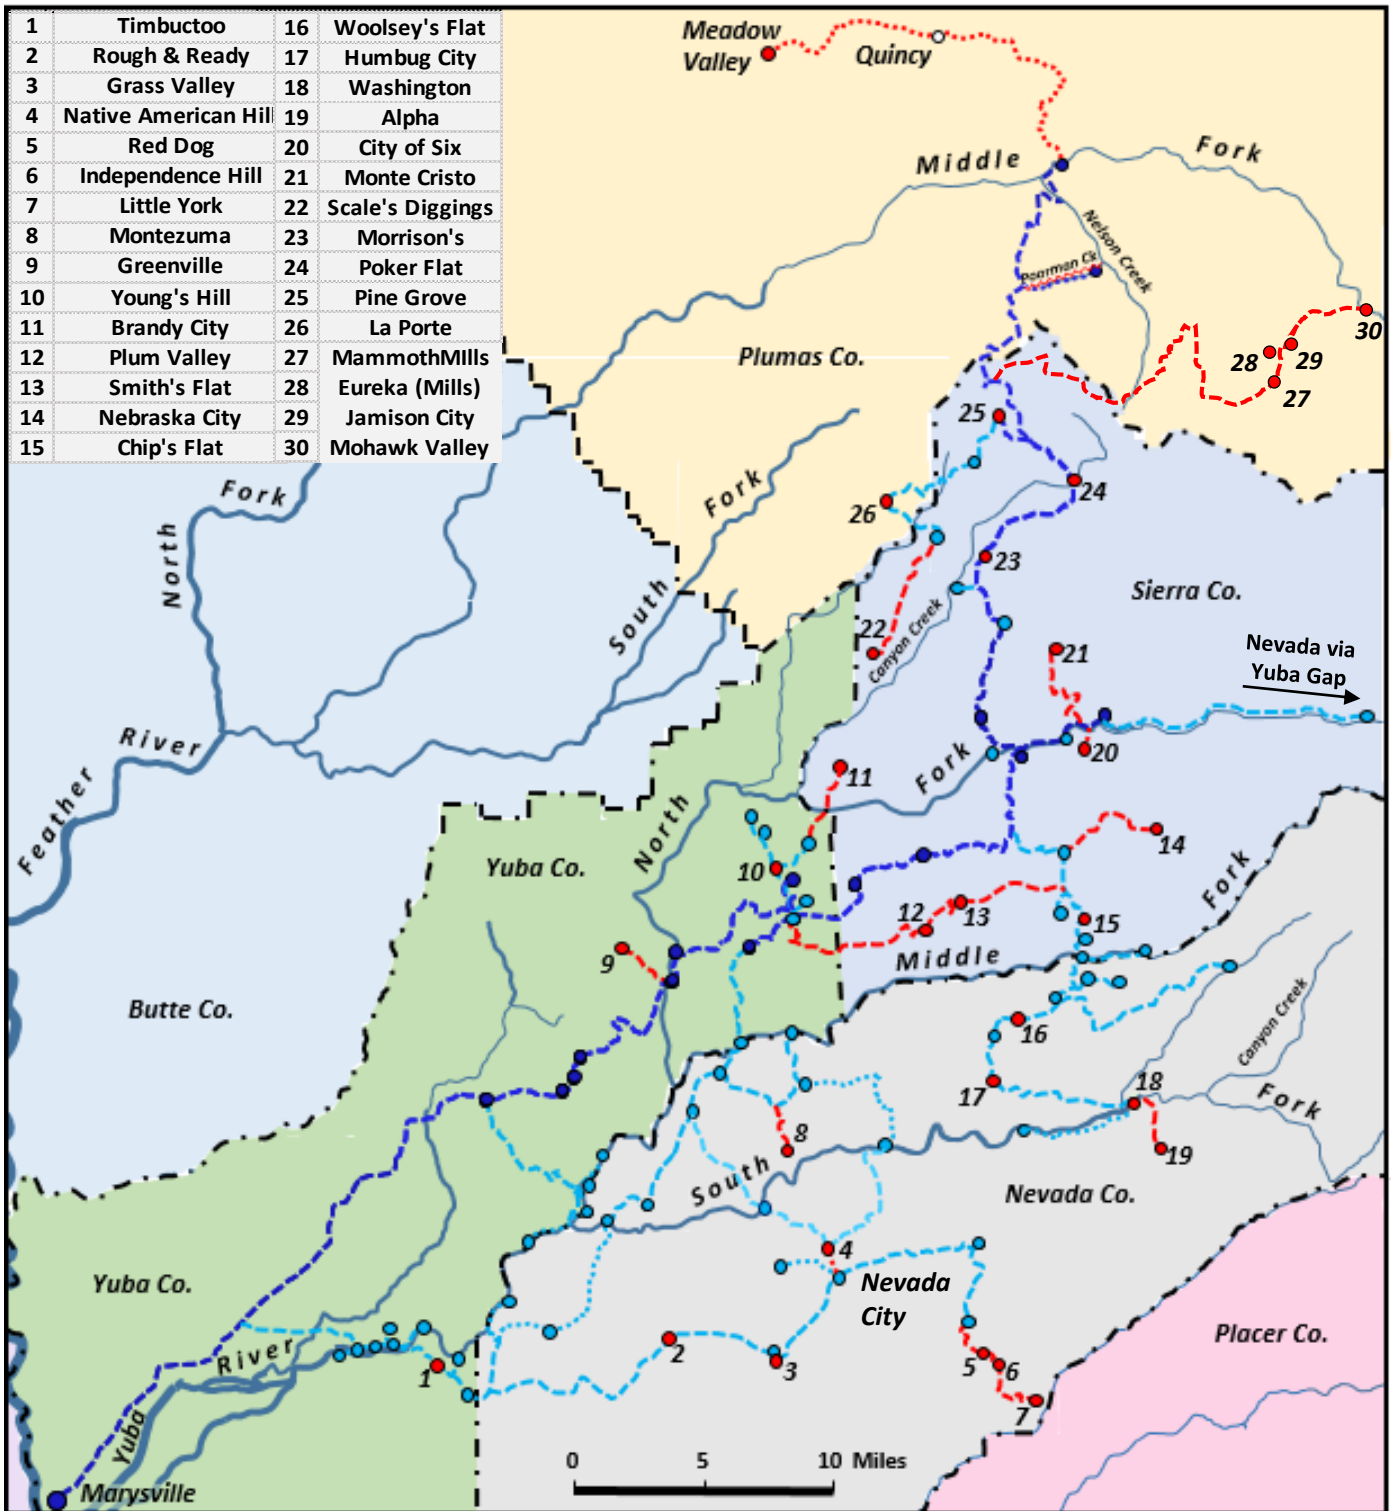 1 Timbuctoo 16 Woolsey's Flat
2 Rough & Ready 17 Humbug City
3 Grass Valley 18 Washington
4 Native American Hil 19 Alpha
5 Red Dog 20 City of Six
6 Independence Hill 21 Monte Cristo
7 Little York 22 Scale's Diggings
8 Montezuma 23 Morrison's
9 Greenville 24 Poker Flat
10 Young's Hill 25 Pine Grove
11 Brandy City 26 La Porte
12 Plum Valley 27 MammothMIlls
13 Smith's Flat 28 Eureka (Mills)
14 Nebraska City 29 Jamison City
15 Chip's Flat 30 Mohawk Valley
Meadow
Valley
Quincy
Middle Fork
Nelson Creek
Poorman Ck
30
29
28
27
Plumas Co.
25
24
26
Fork
North
Fork
South
23
22
Canyon Creek
Sierra Co.
21
Nevada via
Yuba Gap
River
Feather
20
Fork
11
North
Yuba Co.
10
14
Fork
12
13
15
9
Middle
Butte Co.
16
Canyon Creek
17
18
Fork
8
19
South
Nevada Co.
4
Nevada
City
Yuba Co.
River
Placer Co.
1
2
3
5
6
7
Yuba
0 5 10 Miles
Marysville